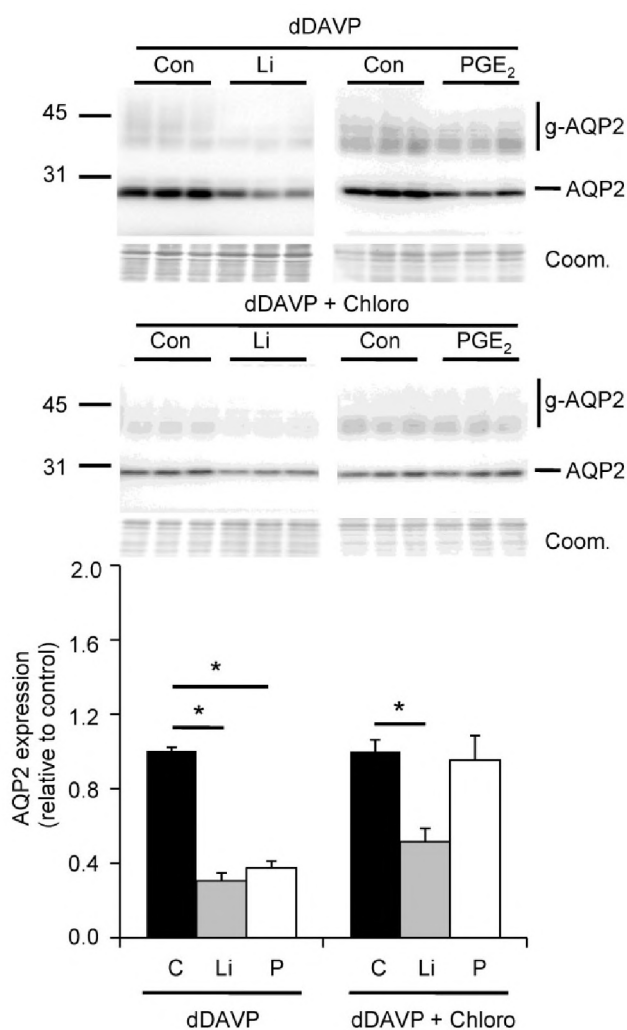 dDAVP
Con Li Con PGE₂
45
g-AQP2
31
AQP2
Coom.
dDAVP + Chloro
Con Li Con PGE₂
45
g-AQP2
31
AQP2
Coom.
AQP2 expression
(relative to control)
2.0
1.6
1.2
0.8
0.4
0.0
* *
*
C Li P C Li P
dDAVP dDAVP + Chloro